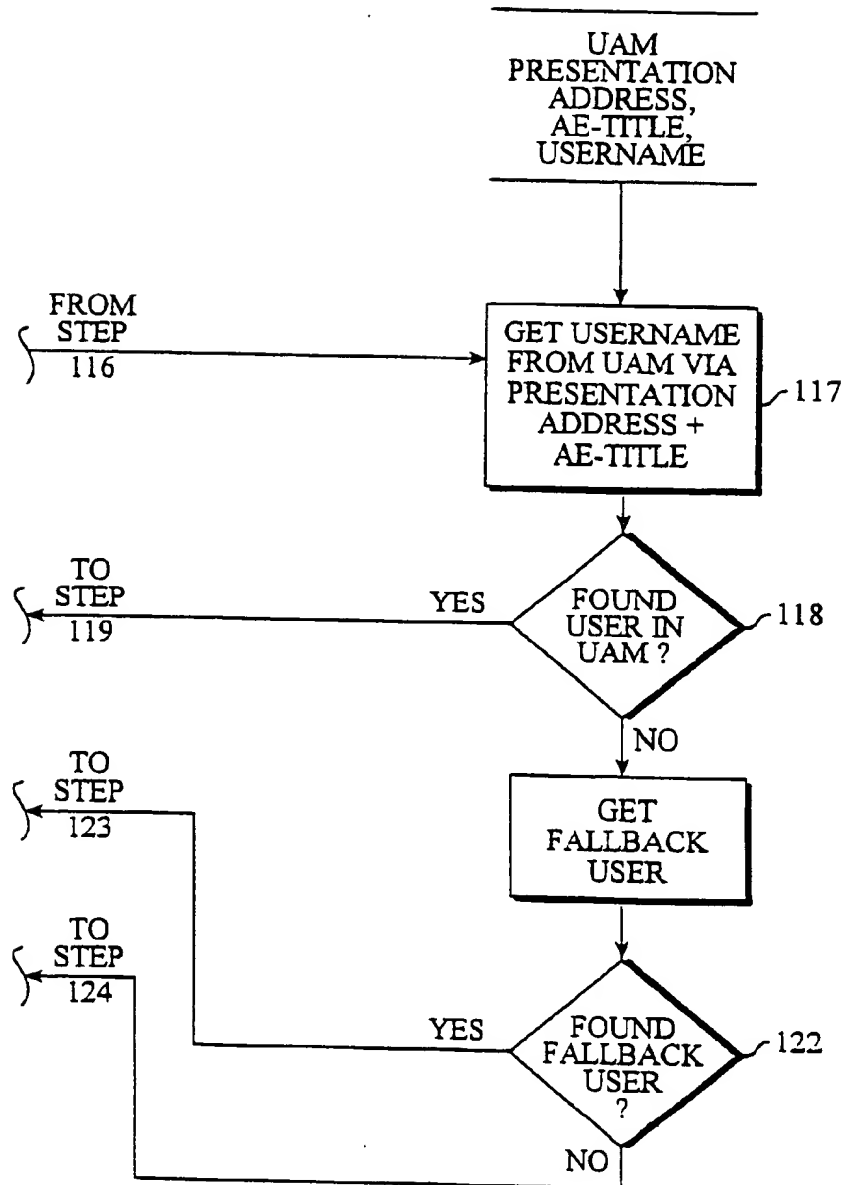 UAM
PRESENTATION
ADDRESS,
AE-TITLE,
USERNAME
FROM
STEP
116
GET USERNAME
FROM UAM VIA
PRESENTATION
ADDRESS +
AE-TITLE
117
TO
STEP
119
YES
FOUND
USER IN
UAM ?
118
NO
TO
STEP
123
GET
FALLBACK
USER
TO
STEP
124
YES
FOUND
FALLBACK
USER
?
122
NO